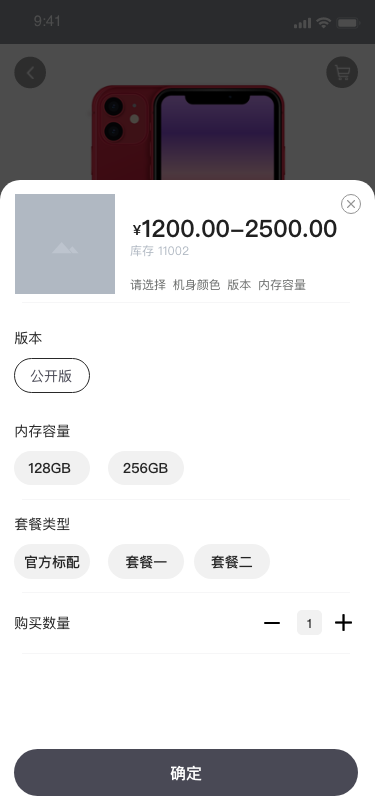 9:41
¥1200.00-2500.00
库存 11002
请选择 机身颜色 版本 内存容量
版本
公开版
内存容量
128GB 256GB
套餐类型
官方标配 套餐一 套餐二
购买数量 1
确定